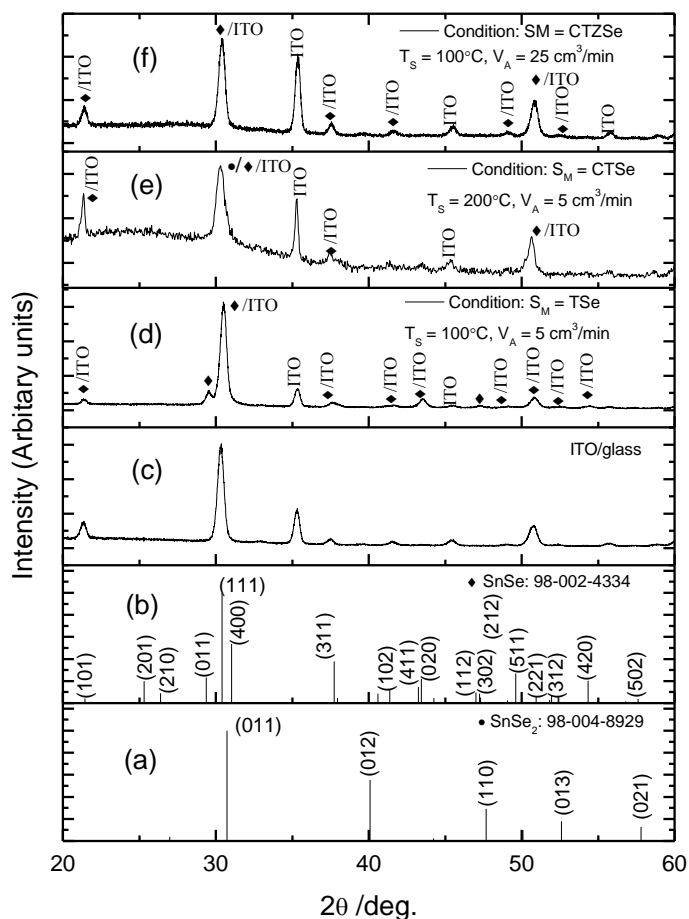 Intensity (Arbitary units)
(f)
Condition: SM = CTZSe
T_S = 100°C, V_A = 25 cm³/min
♦/ITO
♦/ITO
ITO
♦/ITO
♦/ITO
ITO
♦/ITO
♦/ITO
♦/ITO
ITO
(e)
Condition: S_M = CTSe
T_S = 200°C, V_A = 5 cm³/min
♦/ITO
●/♦/ITO
ITO
♦/ITO
ITO
♦/ITO
(d)
Condition: S_M = TSe
T_S = 100°C, V_A = 5 cm³/min
♦/ITO
♦
♦/ITO
ITO
♦/ITO
♦/ITO
♦/ITO
ITO
♦
♦/ITO
♦/ITO
♦/ITO
♦/ITO
(c)
ITO/glass
(b)
♦ SnSe: 98-002-4334
(101)
(201)
(210)
(011)
(111)
(400)
(311)
(102)
(411)
(020)
(112)
(302)
(212)
(511)
(221)
(312)
(420)
(502)
(a)
● SnSe₂: 98-004-8929
(011)
(012)
(110)
(013)
(021)
20 30 40 50 60
2θ /deg.